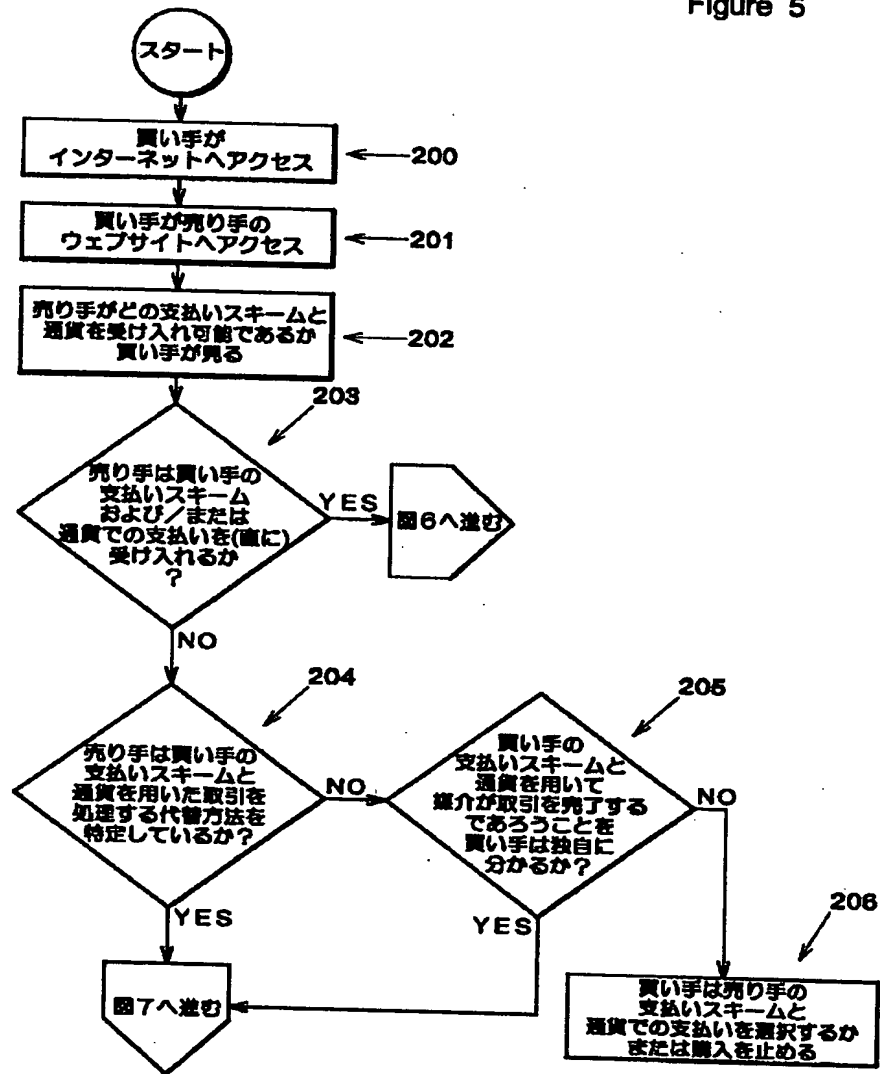 Figure 5
スタート
買い手が
インターネットへアクセス
200
買い手が売り手の
ウェブサイトへアクセス
201
売り手がどの支払いスキームと
通貨を受け入れ可能であるか
買い手が見る
202
203
売り手は買い手の
支払いスキーム
および/または
通貨での支払いを(直に)
受け入れるか
?
YES
図6へ進む
NO
204
売り手は買い手の
支払いスキームと
通貨を用いた取引を
処理する代替方法を
特定しているか?
NO
YES
205
買い手の
支払いスキームと
通貨を用いて
媒介が取引を完了する
であろうことを
買い手は独自に
分かるか?
NO
YES
図7へ進む
206
買い手は売り手の
支払いスキームと
通貨での支払いを選択するか
または購入を止める